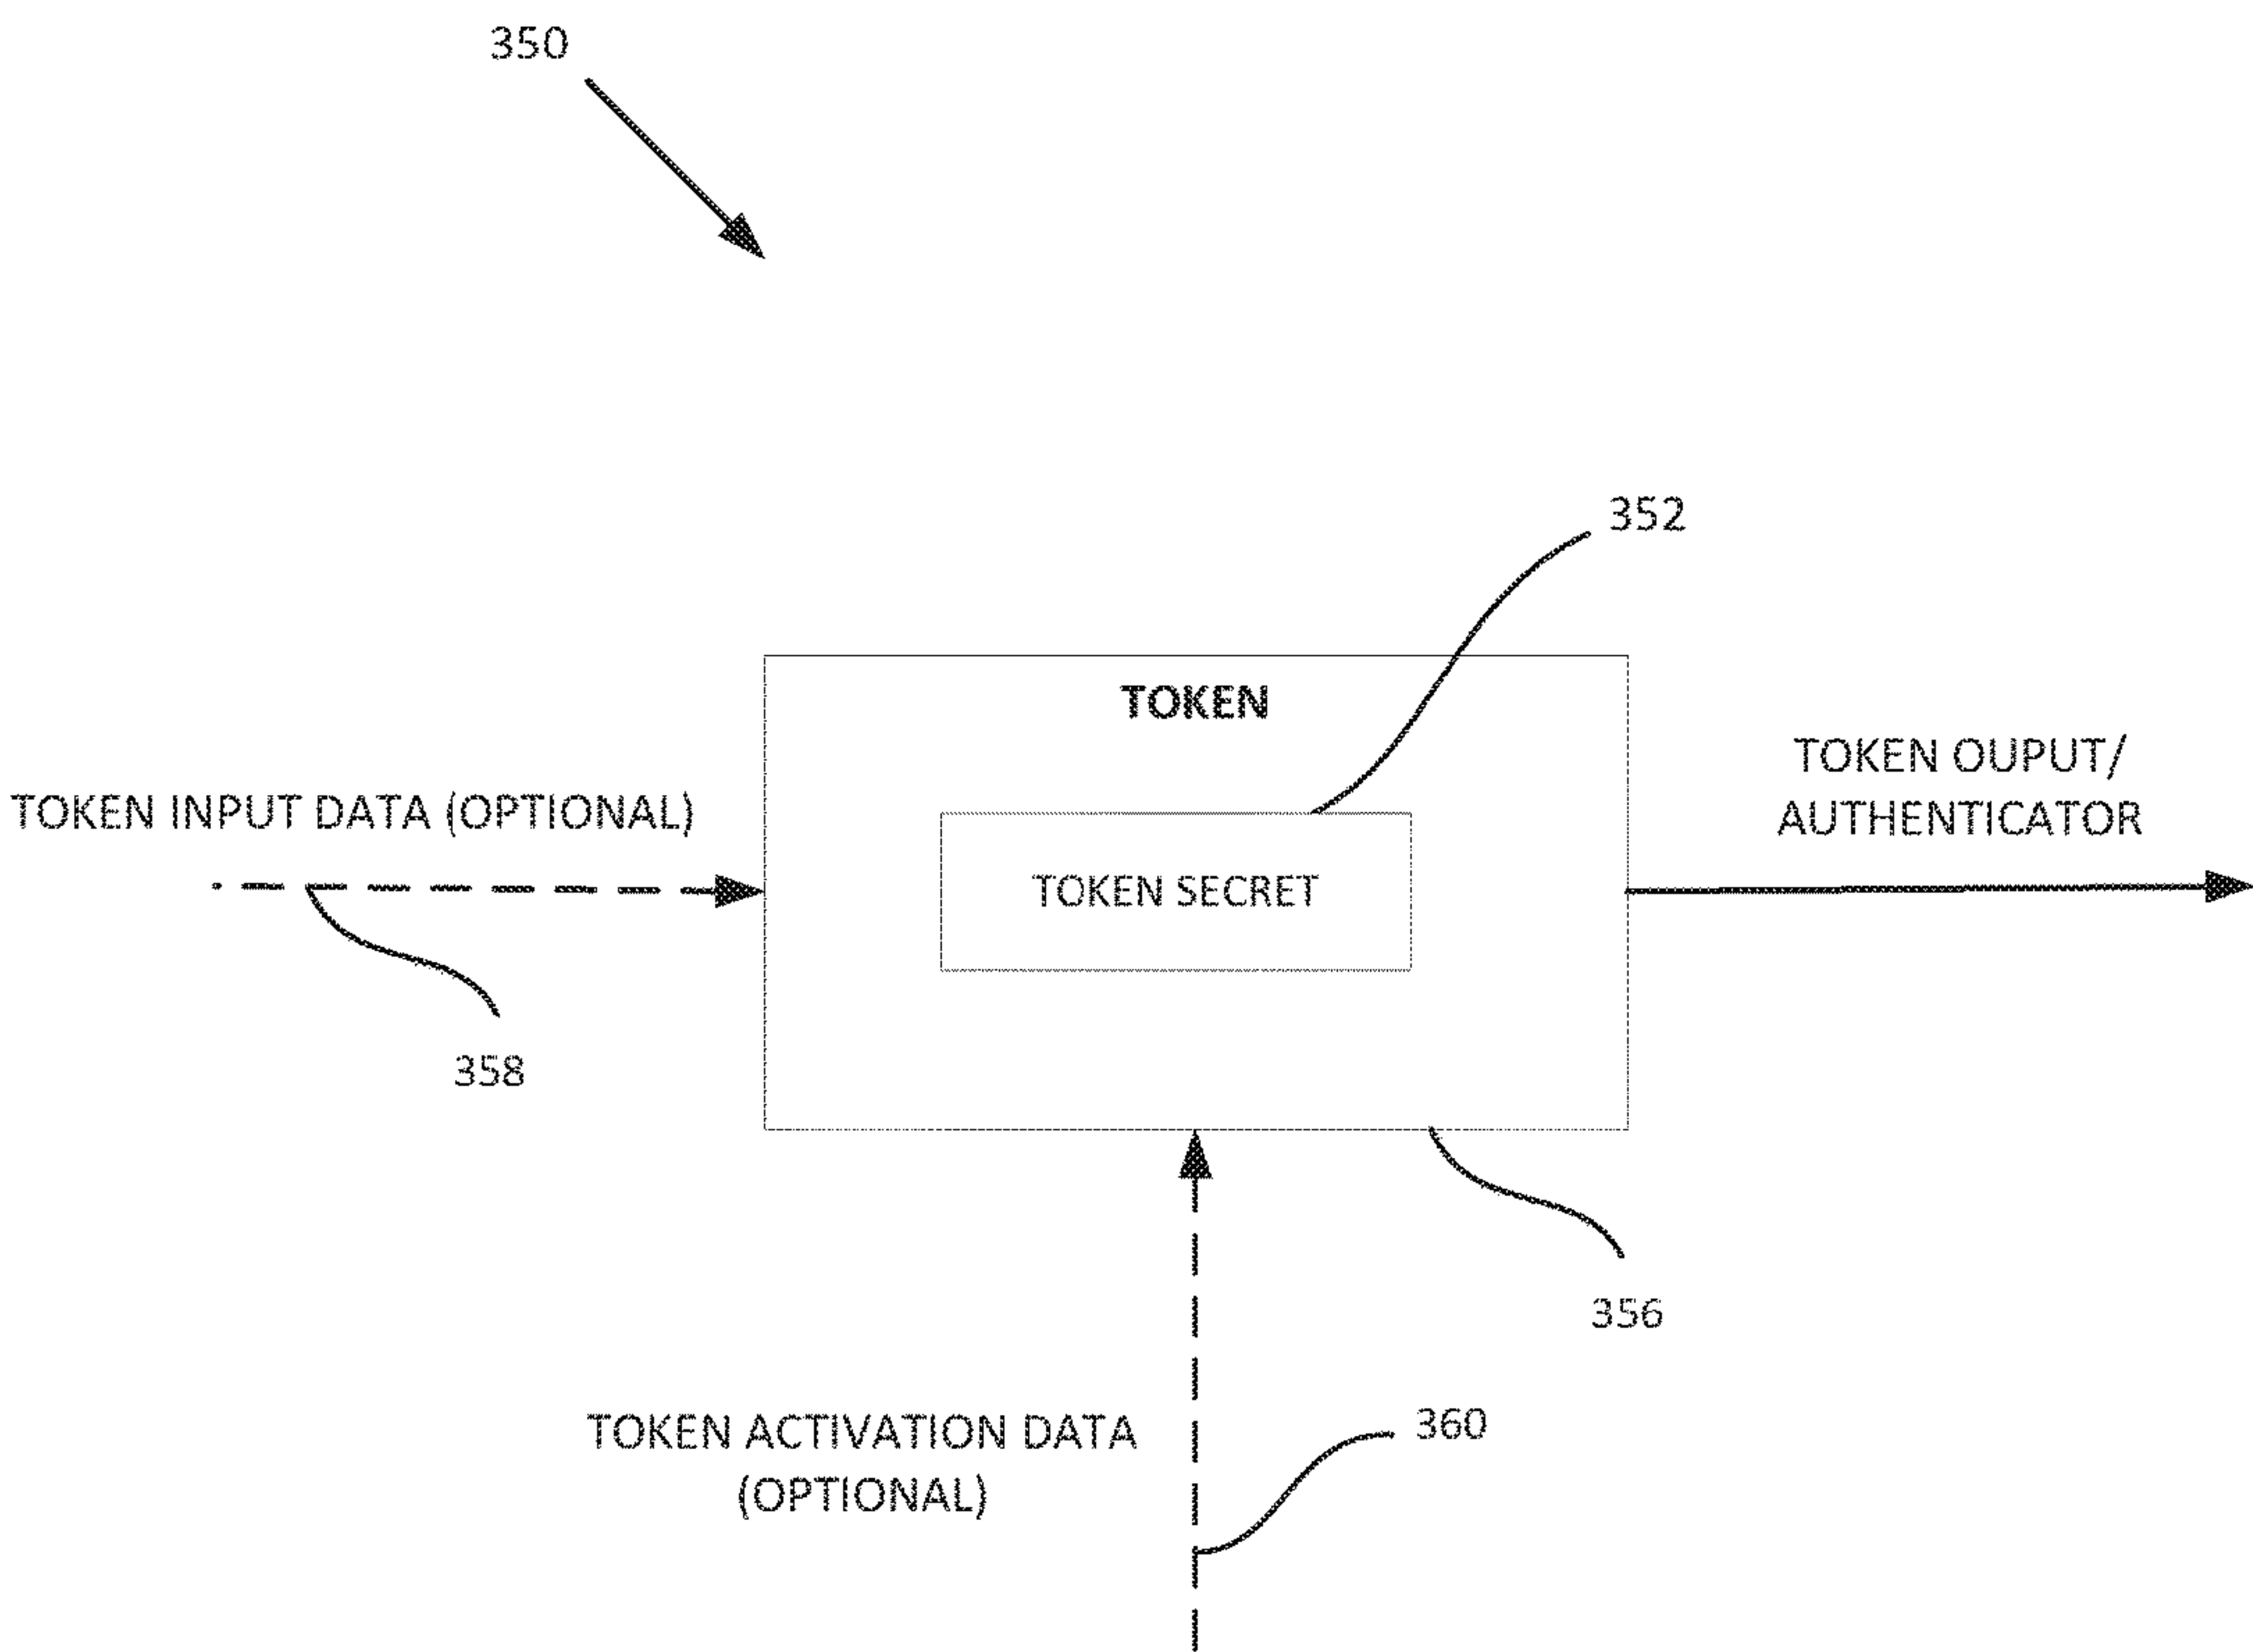 350
352
TOKEN
TOKEN OUPUT/
AUTHENTICATOR
TOKEN INPUT DATA (OPTIONAL)
TOKEN SECRET
358
356
TOKEN ACTIVATION DATA
(OPTIONAL)
360